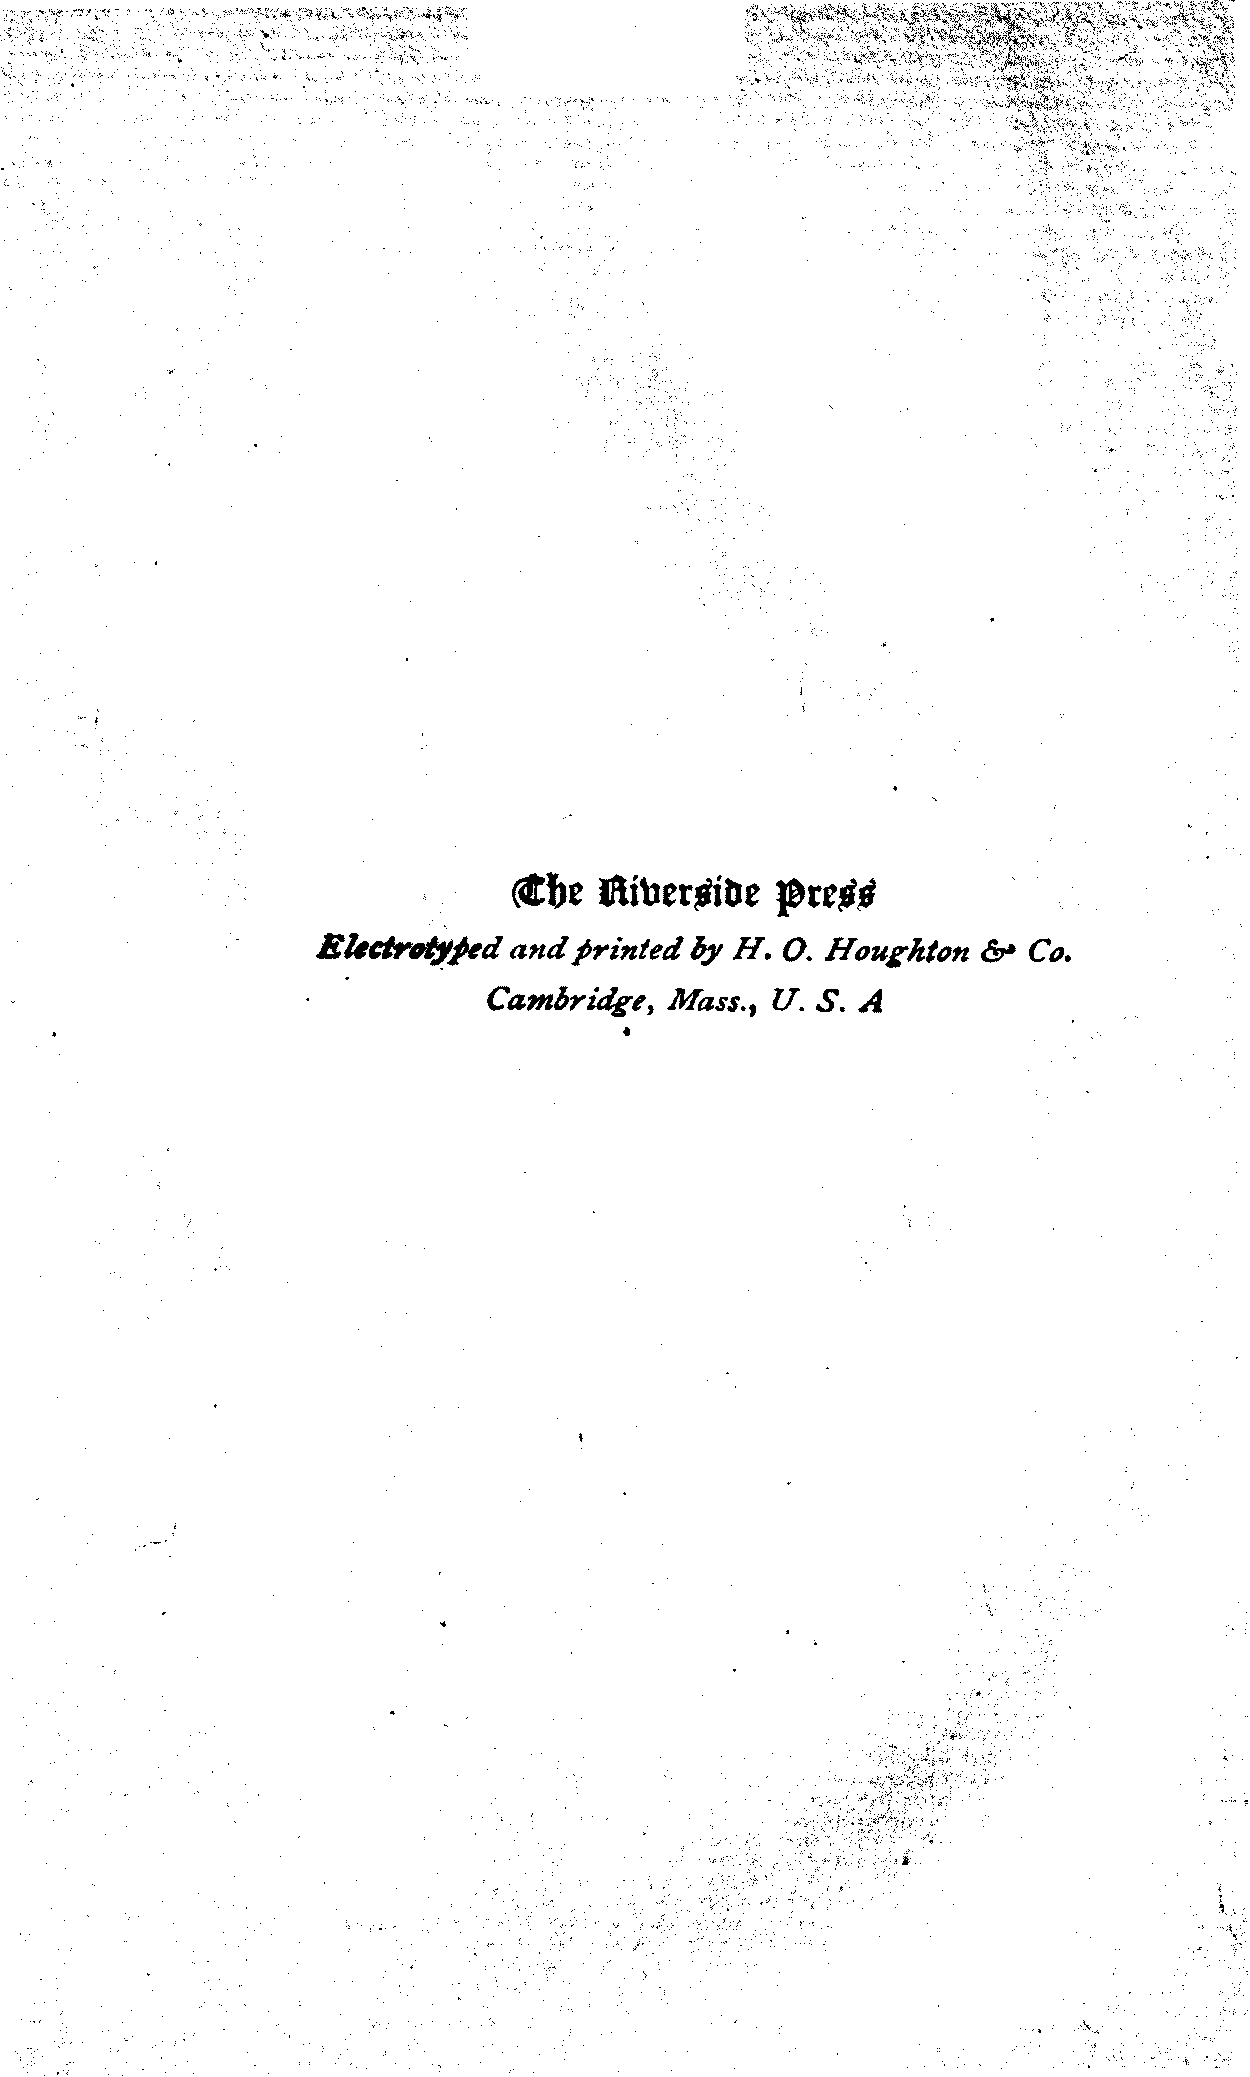 The Riverside Press
Electrotyped and printed by H. O. Houghton & Co.
Cambridge, Mass., U. S. A